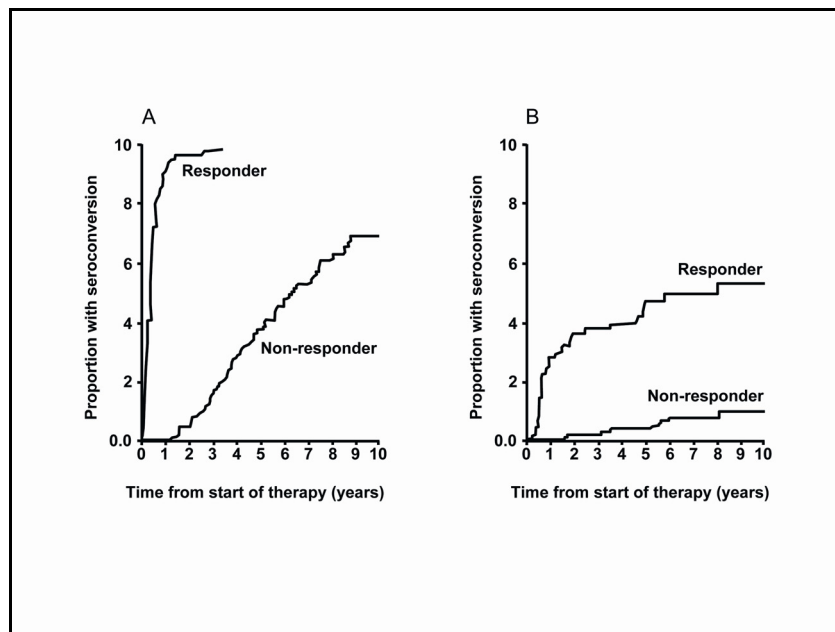 A
10
8
6
4
2
0.0
Proportion with seroconversion
Responder
Non-responder
0 1 2 3 4 5 6 7 8 9 10
Time from start of therapy (years)
B
10
8
6
4
2
0.0
Proportion with seroconversion
Responder
Non-responder
0 1 2 3 4 5 6 7 8 9 10
Time from start of therapy (years)